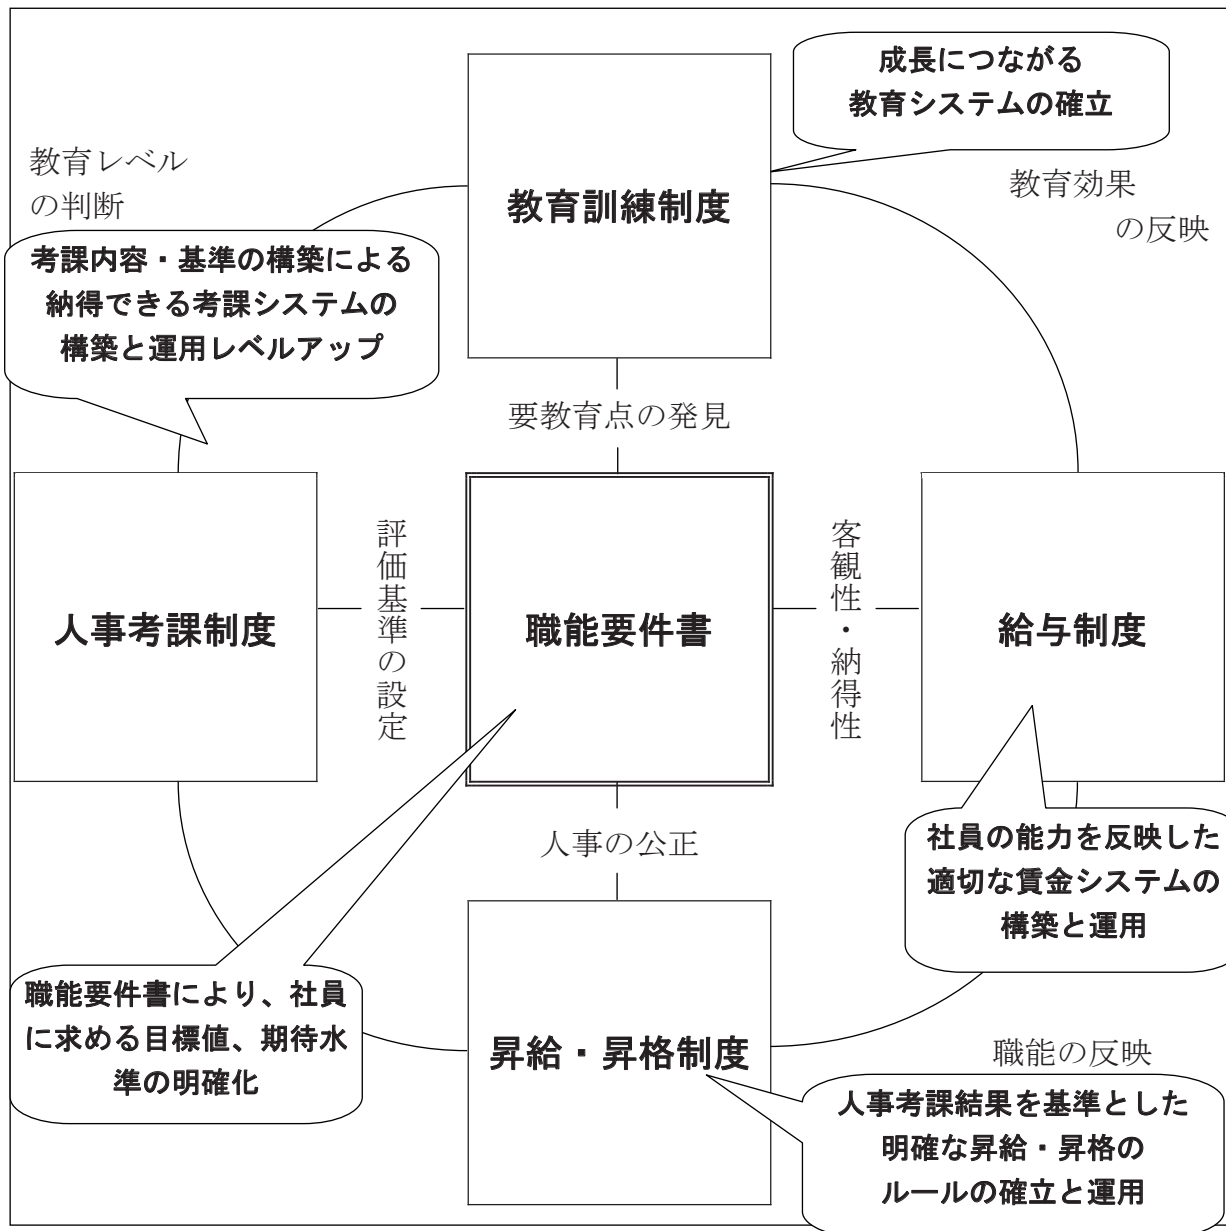 成長につながる
教育システムの確立
教育レベル
の判断
教育訓練制度
教育効果
の反映
考課内容・基準の構築による
納得できる考課システムの
構築と運用レベルアップ
要教育点の発見
人事考課制度
評価基準の設定
職能要件書
客観性・納得性
給与制度
人事の公正
社員の能力を反映した
適切な賃金システムの
構築と運用
職能要件書により、社員
に求める目標値、期待水
準の明確化
昇給・昇格制度
職能の反映
人事考課結果を基準とした
明確な昇給・昇格の
ルールの確立と運用